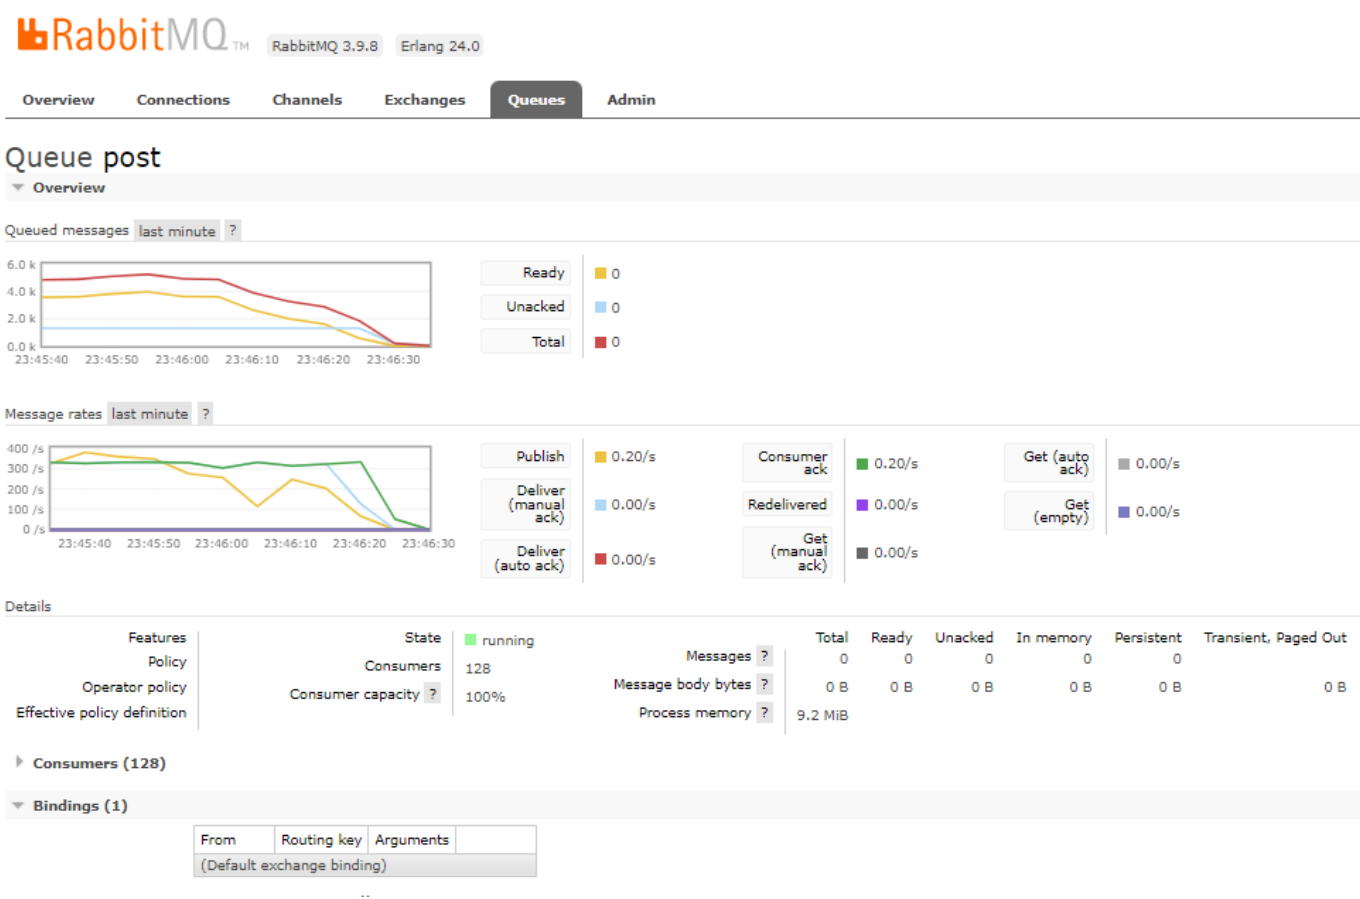 RabbitMQ TM RabbitMQ 3.9.8 Erlang 24.0
Overview Connections Channels Exchanges Queues Admin
Queue post
Overview
Queued messages last minute ?
6.0 k
4.0 k
2.0 k
0.0 k
23:45:40 23:45:50 23:46:00 23:46:10 23:46:20 23:46:30
Ready 0
Unacked 0
Total 0
Message rates last minute ?
400 /s
300 /s
200 /s
100 /s
0 /s
23:45:40 23:45:50 23:46:00 23:46:10 23:46:20 23:46:30
Publish 0.20/s
Deliver
(manual
ack)
0.00/s
Deliver
(auto ack)
0.00/s
Consumer
ack
0.20/s
Redelivered 0.00/s
Get
(manual
ack)
0.00/s
Get (auto
ack)
0.00/s
Get
(empty)
0.00/s
Details
Features
Policy
Operator policy
Effective policy definition
State running
Consumers 128
Consumer capacity ? 100%
Total Ready Unacked In memory Persistent Transient, Paged Out
Messages ? 0 0 0 0 0
Message body bytes ? 0 B 0 B 0 B 0 B 0 B 0 B
Process memory ? 9.2 MiB
Consumers (128)
Bindings (1)
From Routing key Arguments
(Default exchange binding)